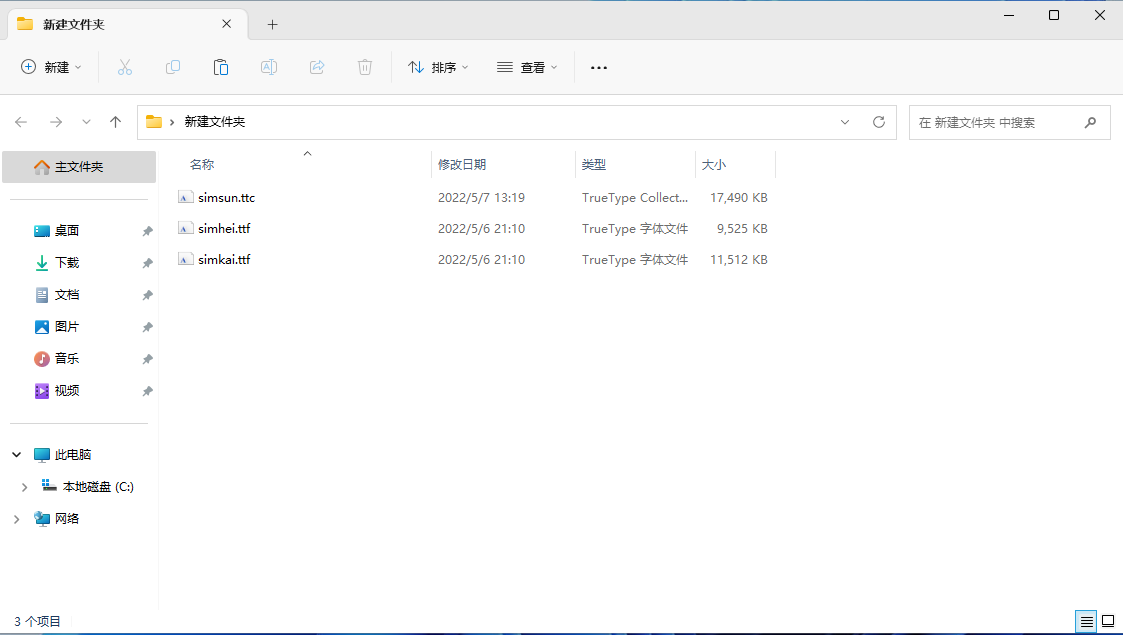 新建文件夹
新建
排序
查看
新建文件夹
在 新建文件夹 中搜索
主文件夹
桌面
下载
文档
图片
音乐
视频
此电脑
本地磁盘 (C:)
网络
名称 修改日期 类型 大小
simsun.ttc 2022/5/7 13:19 TrueType Collect... 17,490 KB
simhei.ttf 2022/5/6 21:10 TrueType 字体文件 9,525 KB
simkai.ttf 2022/5/6 21:10 TrueType 字体文件 11,512 KB
3 个项目